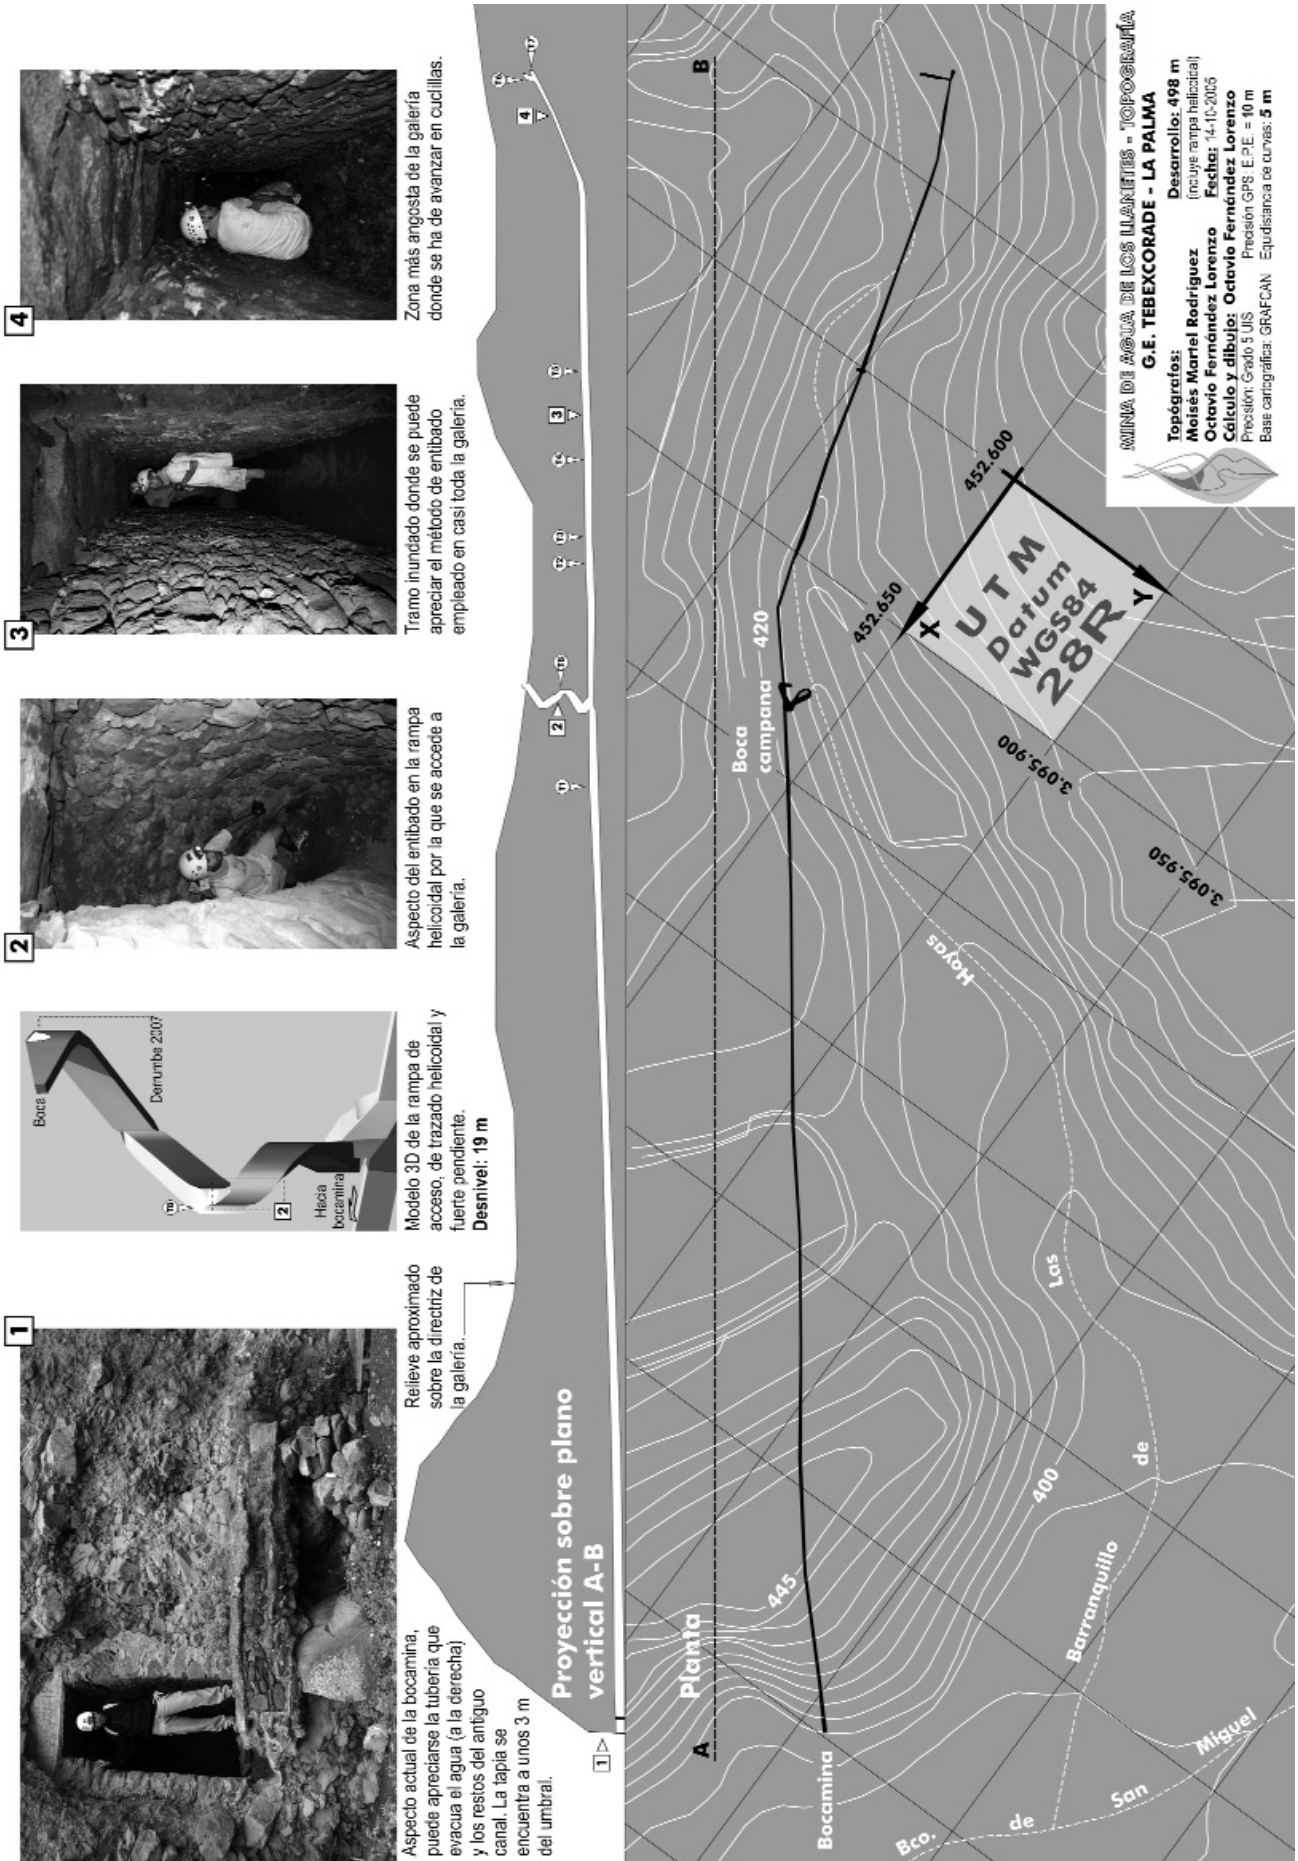 1
Aspecto actual de la bocamina,
puede apreciarse la tubería que
evacua el agua (a la derecha)
y los restos del antiguo
canal. La tapia se
encuentra a unos 3 m
del umbral.
Relieve aproximado
sobre la directriz de
la galería.
Boca
Derrumbe 2007
2
Hacia
bocamina
Modelo 3D de la rampa de
acceso, de trazado helicoidal y
fuerte pendiente.
Desnivel: 19 m
2
Aspecto del entibado en la rampa
helicoidal por la que se accede a
la galería.
3
Tramo inundado donde se puede
apreciar el método de entibado
empleado en casi toda la galería.
4
Zona más angosta de la galería
donde se ha de avanzar en cuclillas.
Proyección sobre plano
vertical A-B
1
2
3
4
Planta
A
B
Bocamina
445
400
Boca
campana
420
Bco. de San Miguel
Barranquillo de Las Hoyas
452.650
452.600
3.095.900
3.095.950
X
Y
U T M
Datum
WGS84
28R
MINA DE AGUA DE LOS LLANETES - TOPOGRAFÍA
G.E. TEBEXCORADE - LA PALMA
Topógrafos:
Desarrollo: 498 m
Moisés Martel Rodríguez
(incluye rampa helicoidal)
Octavio Fernández Lorenzo
Fecha: 14-10-2005
Cálculo y dibujo: Octavio Fernández Lorenzo
Precisión: Grado 5 UIS Precisión GPS: E.P.E. = 10 m
Base cartográfica: GRAFCAN Equidistancia de curvas: 5 m